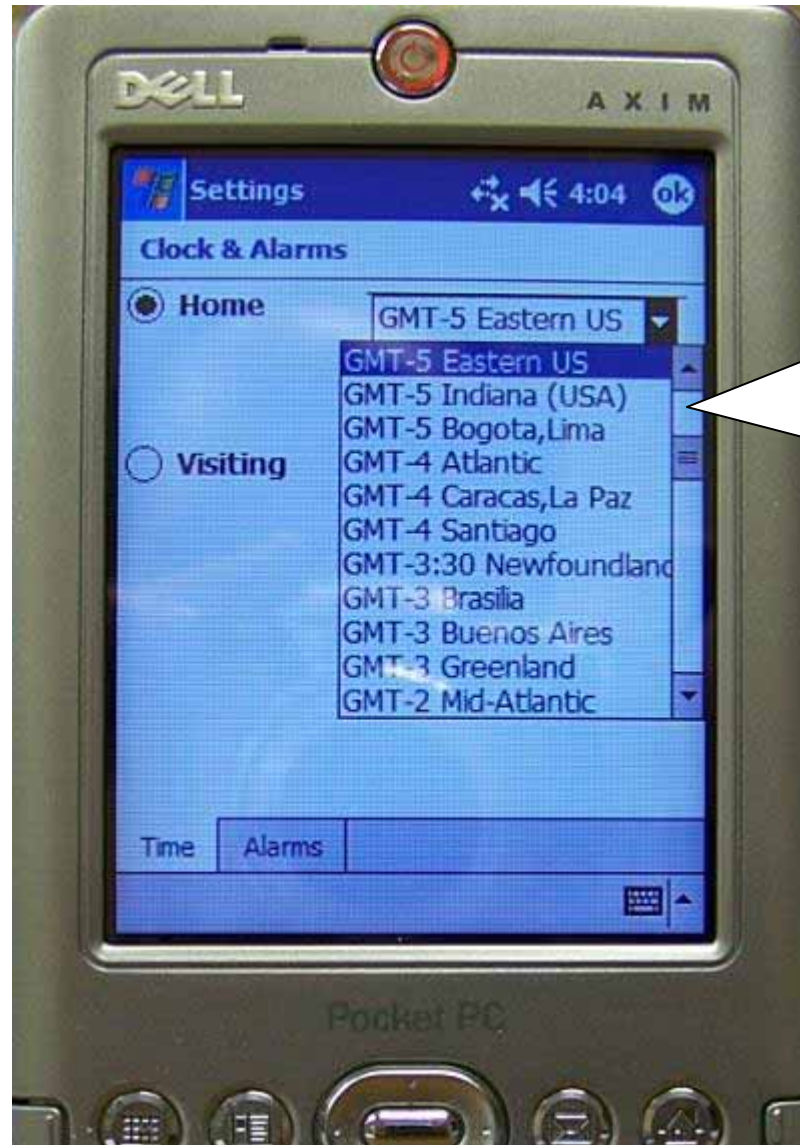 DELL
AXIM
Settings 4:04 ok
Clock & Alarms
Home GMT-5 Eastern US
GMT-5 Eastern US
GMT-5 Indiana (USA)
GMT-5 Bogota,Lima
Visiting
GMT-4 Atlantic
GMT-4 Caracas,La Paz
GMT-4 Santiago
GMT-3:30 Newfoundland
GMT-3 Brasilia
GMT-3 Buenos Aires
GMT-3 Greenland
GMT-2 Mid-Atlantic
Time Alarms
Pocket PC